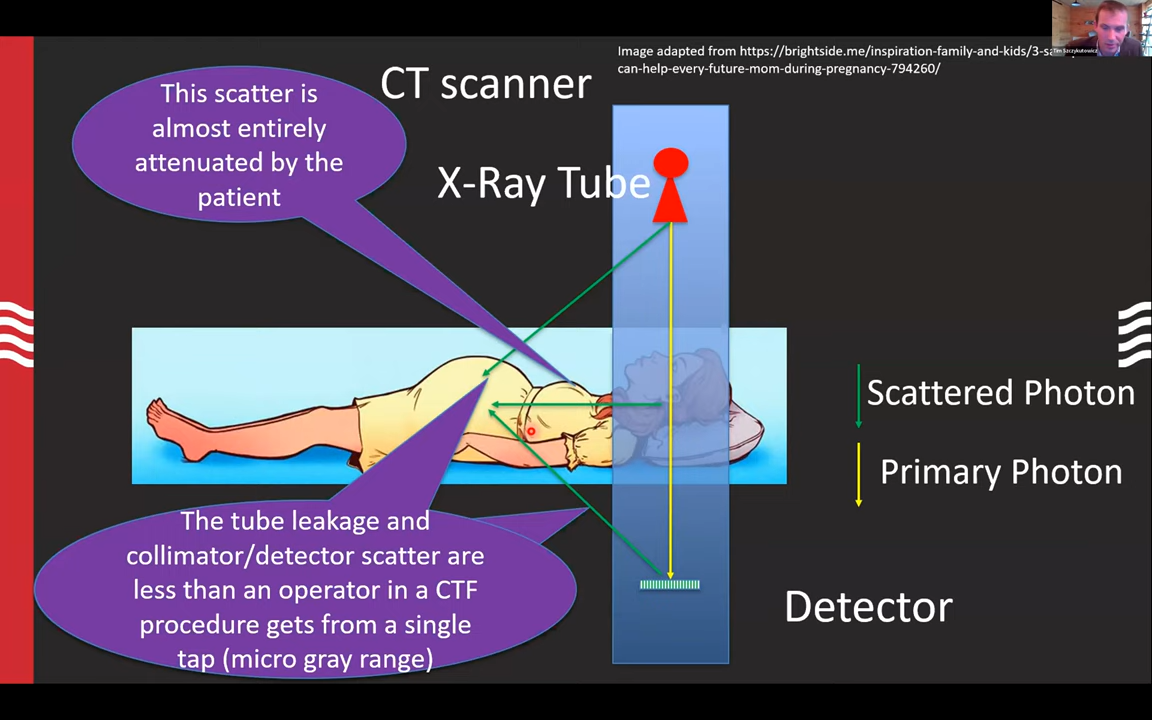 Image adapted from https://brightside.me/inspiration-family-and-kids/3-s
can-help-every-future-mom-during-pregnancy-794260/
Tim Szczykutowicz
CT scanner
This scatter is
almost entirely
attenuated by the
patient
X-Ray Tube
Scattered Photon
Primary Photon
The tube leakage and
collimator/detector scatter are
less than an operator in a CTF
procedure gets from a single
tap (micro gray range)
Detector